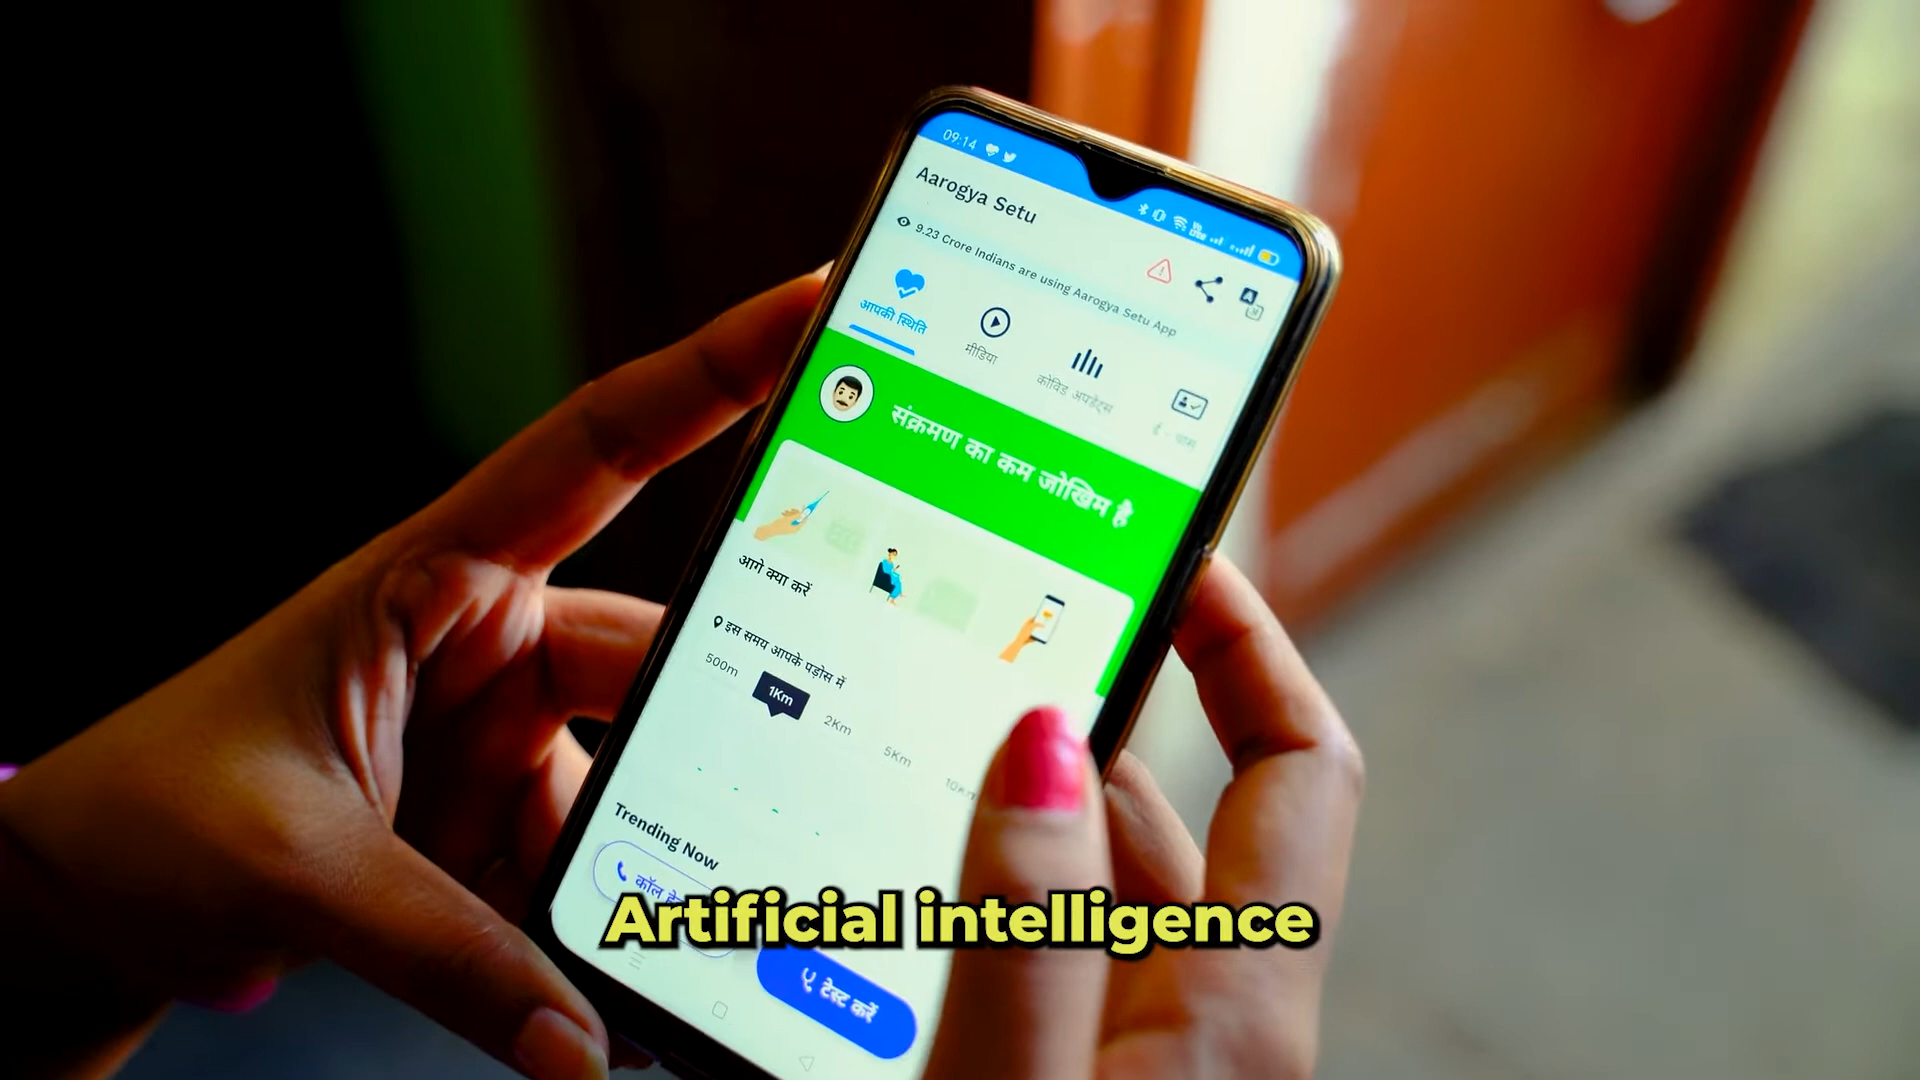 09:14
Aarogya Setu
9.23 Crore Indians are using Aarogya Setu App
आपकी स्थिति
मीडिया
कोविड अपडेट्स
संक्रमण का कम जोखिम है
आगे क्या करें
इस समय आपके पड़ोस में
500m
1Km
2Km
5Km
Trending Now
कॉल
Artificial intelligence
टेस्ट करें